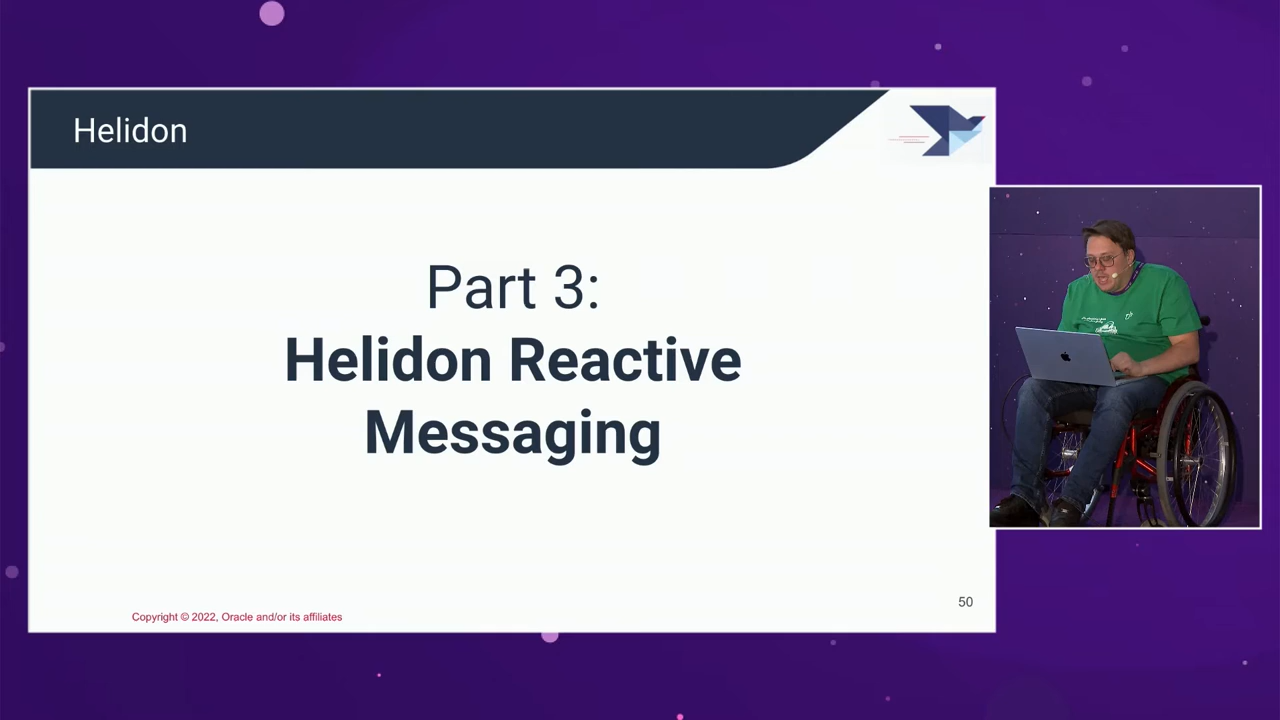 Helidon
Part 3:
Helidon Reactive
Messaging
Copyright © 2022, Oracle and/or its affiliates
50